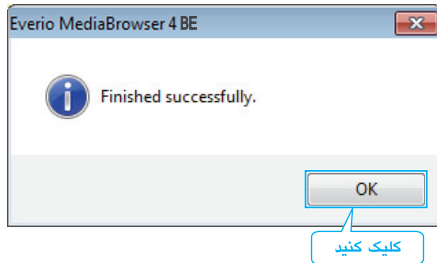 Everio MediaBrowser 4 BE
Finished successfully.
OK
کلیک کنید